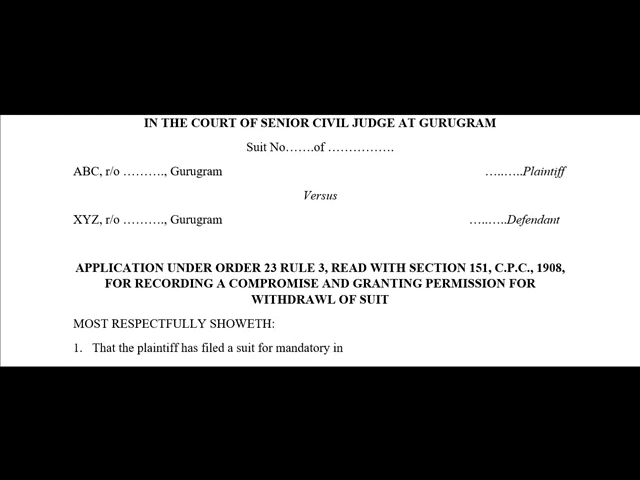 IN THE COURT OF SENIOR CIVIL JUDGE AT GURUGRAM
Suit No…….of …………….
ABC, r/o ………., Gurugram …..…..Plaintiff
Versus
XYZ, r/o ………., Gurugram …..…..Defendant
APPLICATION UNDER ORDER 23 RULE 3, READ WITH SECTION 151, C.P.C., 1908,
FOR RECORDING A COMPROMISE AND GRANTING PERMISSION FOR
WITHDRAWL OF SUIT
MOST RESPECTFULLY SHOWETH:
1. That the plaintiff has filed a suit for mandatory in